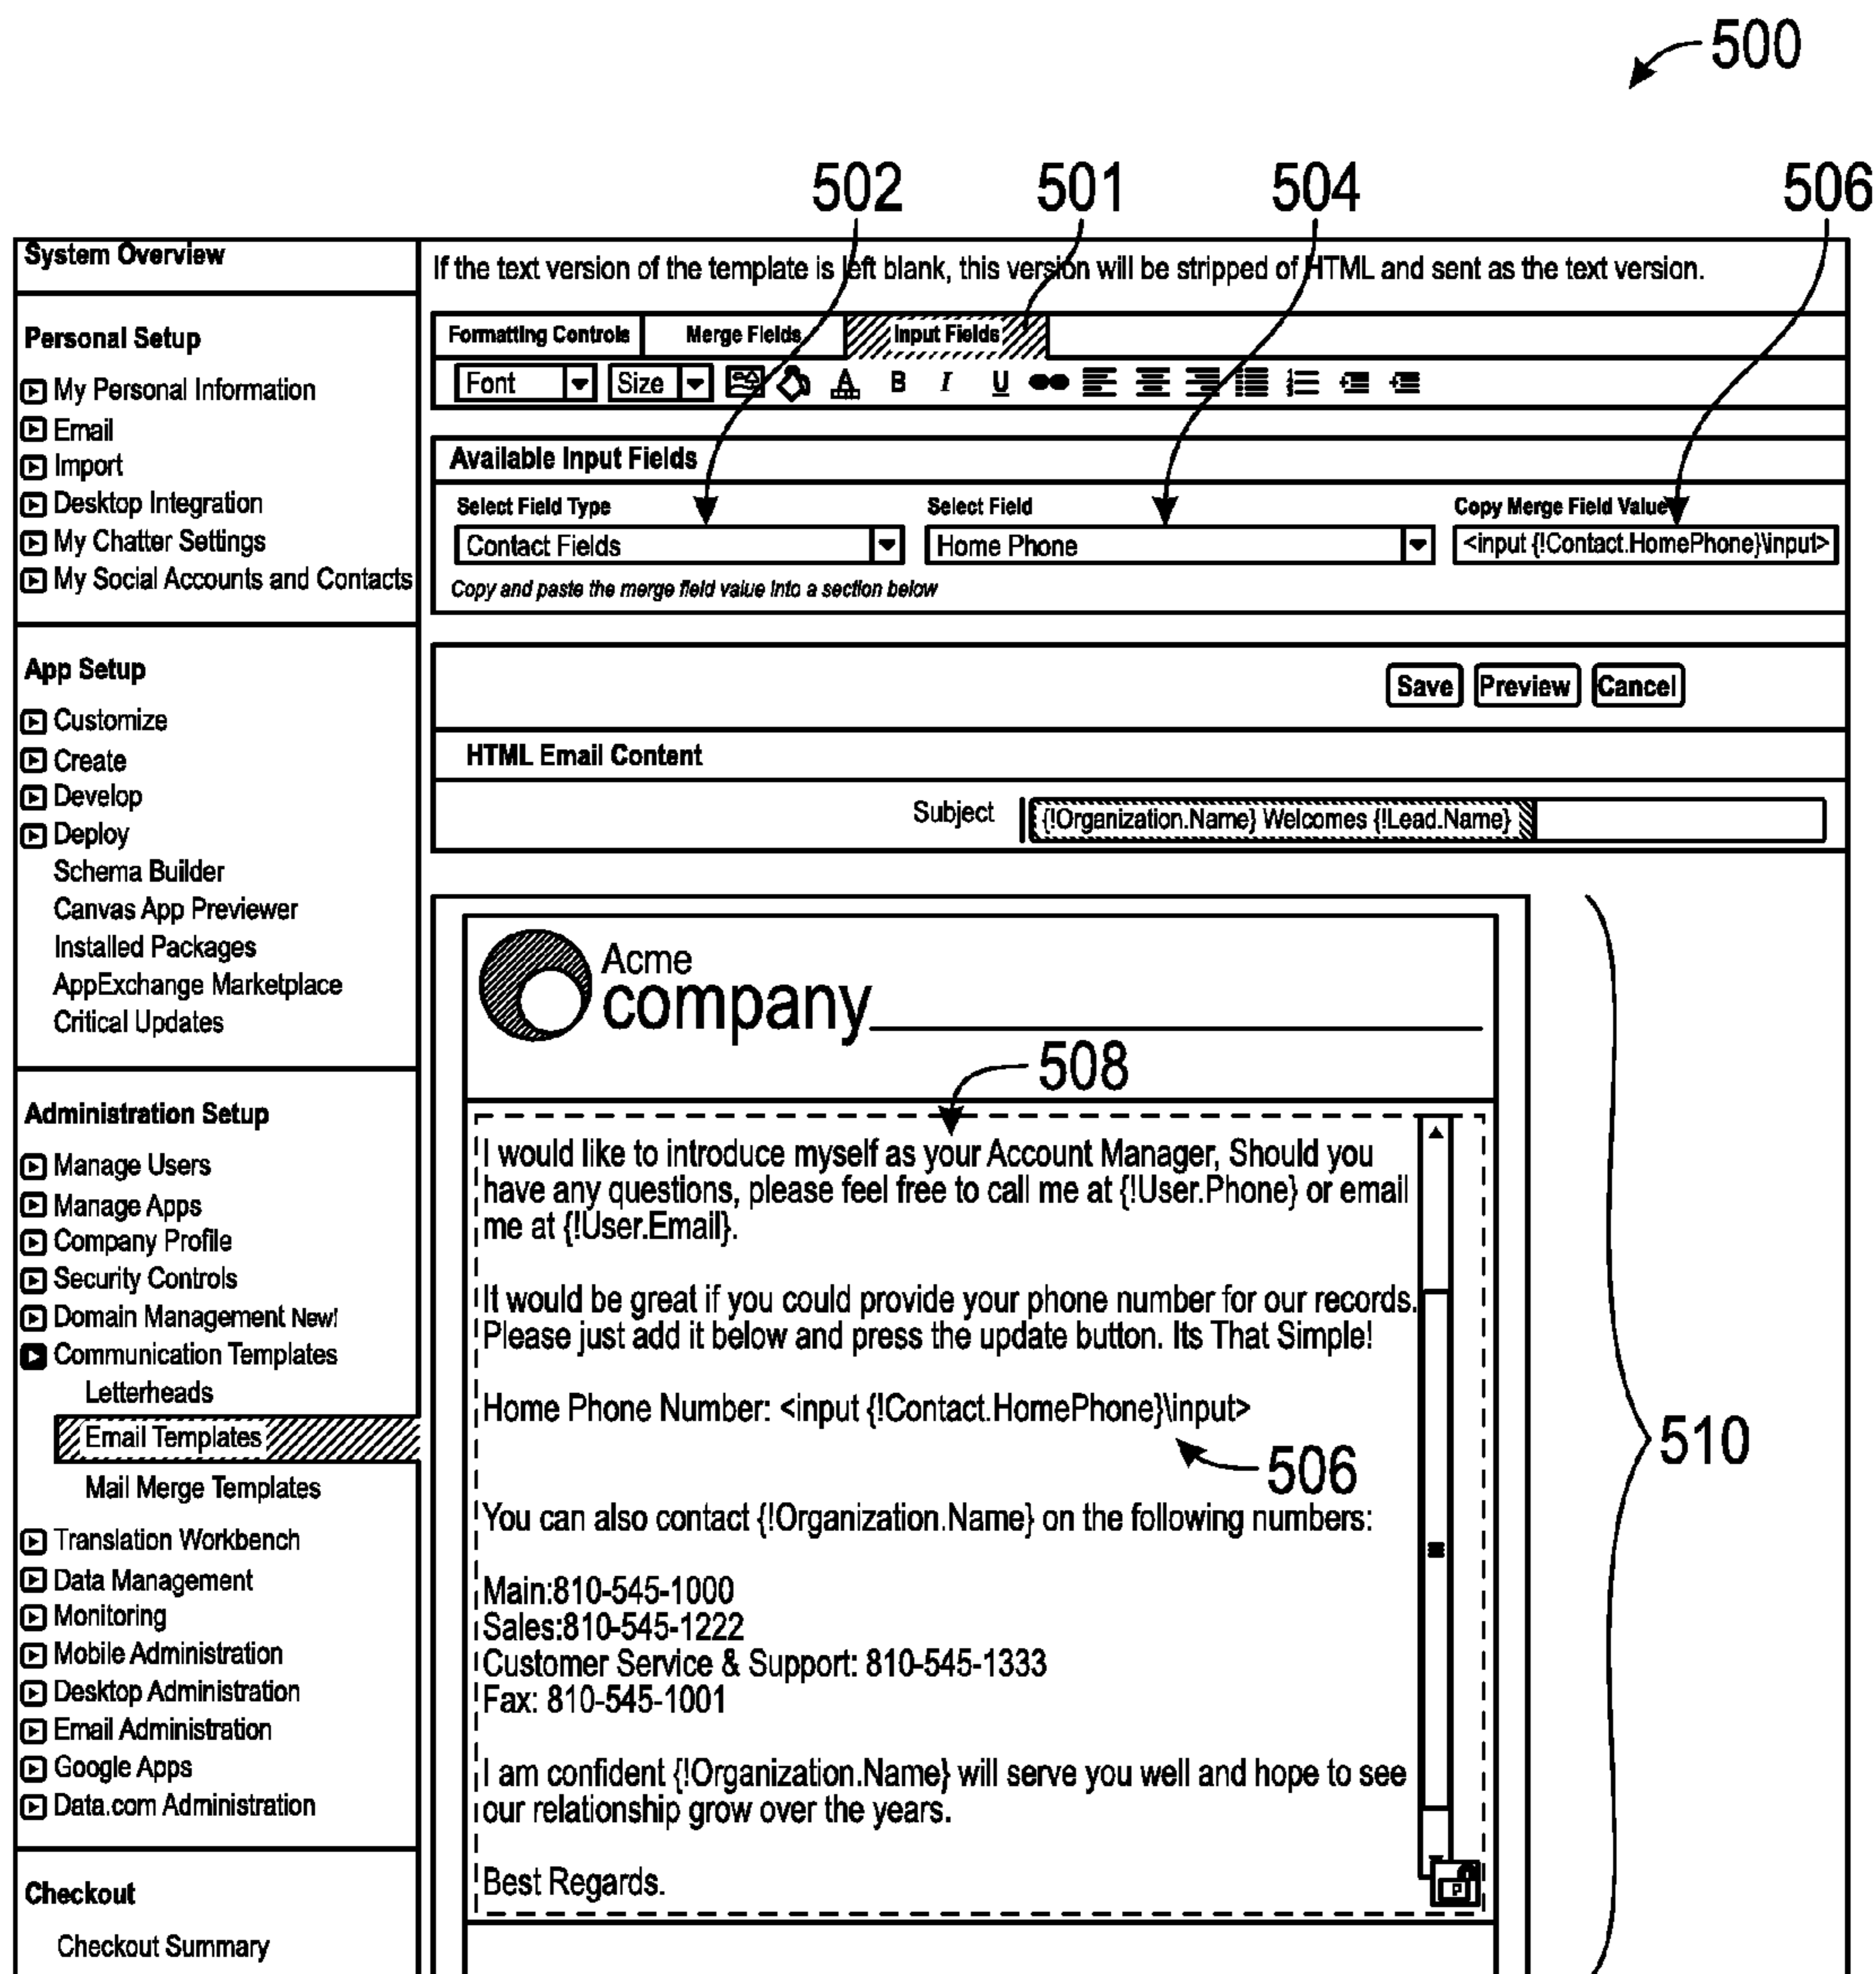 500
502
501
504
506
System Overview
Personal Setup
My Personal Information
Email
Import
Desktop Integration
My Chatter Settings
My Social Accounts and Contacts
App Setup
Customize
Create
Develop
Deploy
Schema Builder
Canvas App Previewer
Installed Packages
AppExchange Marketplace
Critical Updates
Administration Setup
Manage Users
Manage Apps
Company Profile
Security Controls
Domain Management New!
Communication Templates
Letterheads
Email Templates
Mail Merge Templates
Translation Workbench
Data Management
Monitoring
Mobile Administration
Desktop Administration
Email Administration
Google Apps
Data.com Administration
Checkout
Checkout Summary
If the text version of the template is left blank, this version will be stripped of HTML and sent as the text version.
Formatting Controls Merge Fields Input Fields
Font Size A B I U
Available Input Fields
Select Field Type Select Field Copy Merge Field Value
Contact Fields Home Phone <input {!Contact.HomePhone}\input>
Copy and paste the merge field value into a section below
Save Preview Cancel
HTML Email Content
Subject {!Organization.Name} Welcomes {!Lead.Name}
Acme
company
508
I would like to introduce myself as your Account Manager, Should you
have any questions, please feel free to call me at {!User.Phone} or email
me at {!User.Email}.
It would be great if you could provide your phone number for our records.
Please just add it below and press the update button. Its That Simple!
Home Phone Number: <input {!Contact.HomePhone}\input>
506
510
You can also contact {!Organization.Name} on the following numbers:
Main:810-545-1000
Sales:810-545-1222
Customer Service & Support: 810-545-1333
Fax: 810-545-1001
I am confident {!Organization.Name} will serve you well and hope to see
our relationship grow over the years.
Best Regards.
P